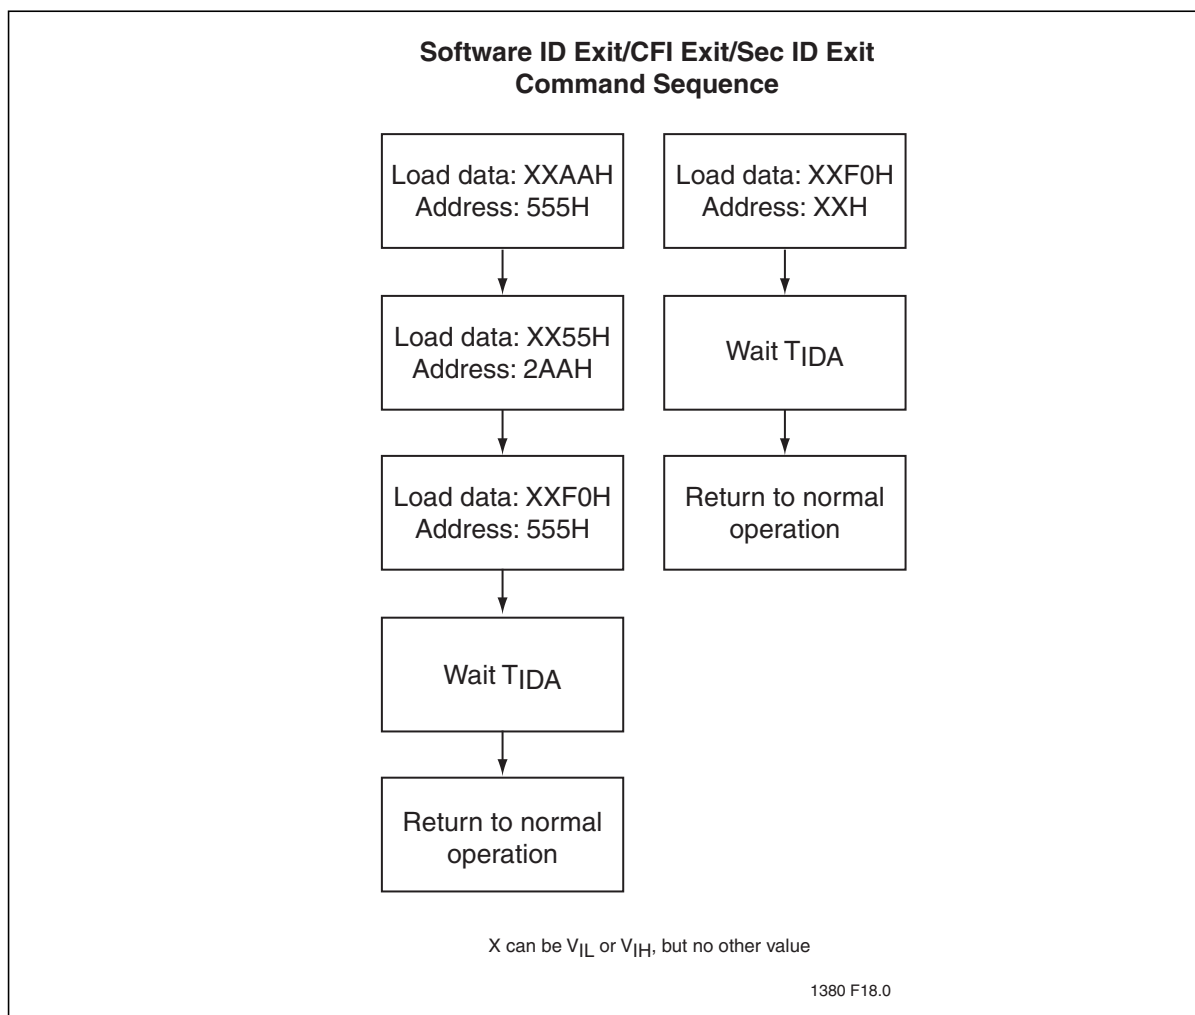 Software ID Exit/CFI Exit/Sec ID Exit
Command Sequence
Load data: XXAAH
Address: 555H
Load data: XX55H
Address: 2AAH
Load data: XXF0H
Address: 555H
Wait TIDA
Return to normal
operation
Load data: XXF0H
Address: XXH
Wait TIDA
Return to normal
operation
X can be VIL or VIH, but no other value
1380 F18.0